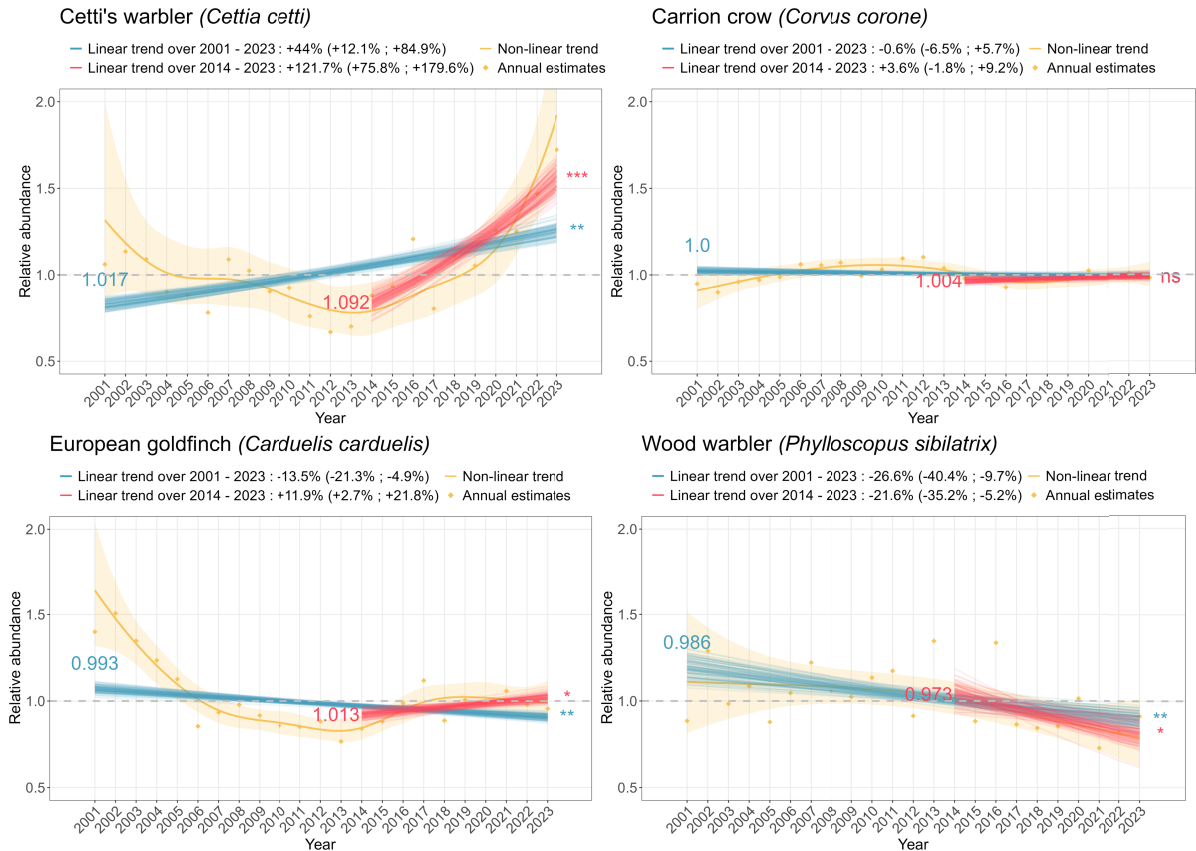 Cetti's warbler (Cettia cetti)
Linear trend over 2001 - 2023 : +44% (+12.1% ; +84.9%)
Non-linear trend
Linear trend over 2014 - 2023 : +121.7% (+75.8% ; +179.6%)
Annual estimates
2.0
1.5
1.0
0.5
Relative abundance
1.017
1.092
***
**
2001 2002 2003 2004 2005 2006 2007 2008 2009 2010 2011 2012 2013 2014 2015 2016 2017 2018 2019 2020 2021 2022 2023
Year
Carrion crow (Corvus corone)
Linear trend over 2001 - 2023 : -0.6% (-6.5% ; +5.7%)
Non-linear trend
Linear trend over 2014 - 2023 : +3.6% (-1.8% ; +9.2%)
Annual estimates
2.0
1.5
1.0
0.5
Relative abundance
1.0
1.004
ns
2001 2002 2003 2004 2005 2006 2007 2008 2009 2010 2011 2012 2013 2014 2015 2016 2017 2018 2019 2020 2021 2022 2023
Year
European goldfinch (Carduelis carduelis)
Linear trend over 2001 - 2023 : -13.5% (-21.3% ; -4.9%)
Non-linear trend
Linear trend over 2014 - 2023 : +11.9% (+2.7% ; +21.8%)
Annual estimates
2.0
1.5
1.0
0.5
Relative abundance
0.993
1.013
*
**
2001 2002 2003 2004 2005 2006 2007 2008 2009 2010 2011 2012 2013 2014 2015 2016 2017 2018 2019 2020 2021 2022 2023
Year
Wood warbler (Phylloscopus sibilatrix)
Linear trend over 2001 - 2023 : -26.6% (-40.4% ; -9.7%)
Non-linear trend
Linear trend over 2014 - 2023 : -21.6% (-35.2% ; -5.2%)
Annual estimates
2.0
1.5
1.0
0.5
Relative abundance
0.986
0.973
**
*
2001 2002 2003 2004 2005 2006 2007 2008 2009 2010 2011 2012 2013 2014 2015 2016 2017 2018 2019 2020 2021 2022 2023
Year